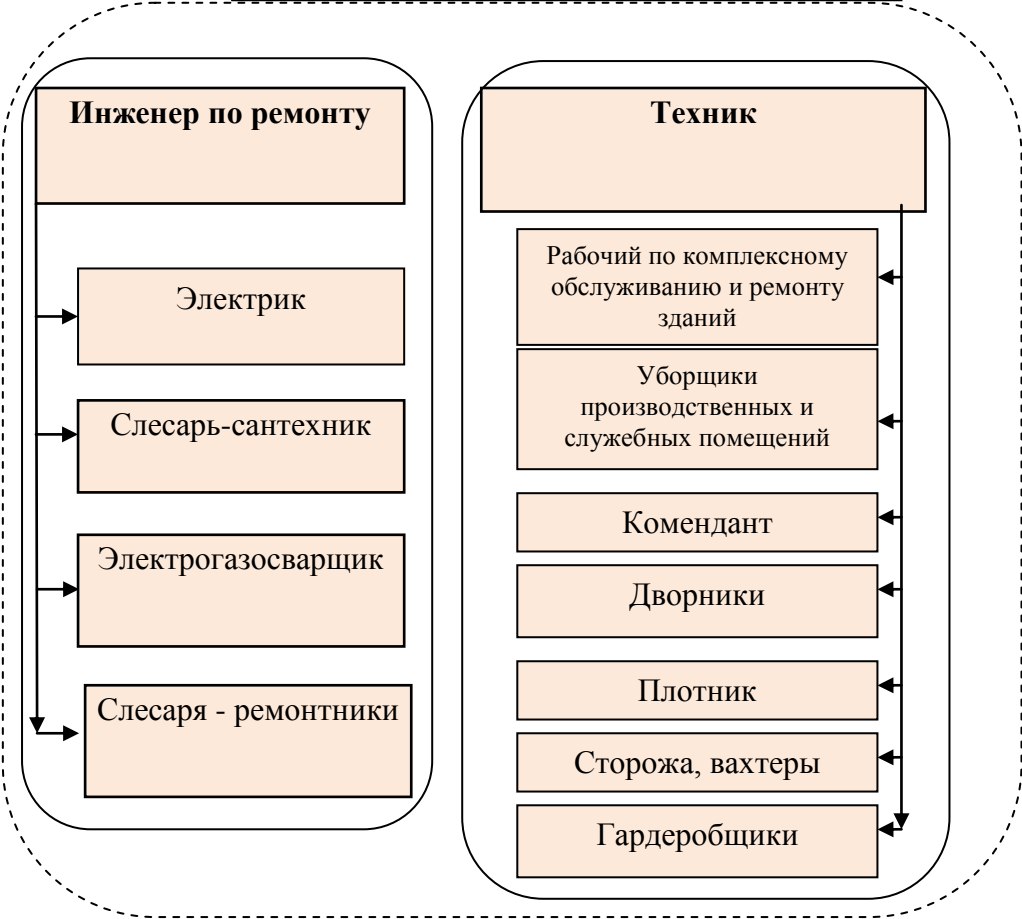 Инженер по ремонту
Электрик
Слесарь-сантехник
Электрогазосварщик
Слесаря - ремонтники
Техник
Рабочий по комплексному
обслуживанию и ремонту
зданий
Уборщики
производственных и
служебных помещений
Комендант
Дворники
Плотник
Сторожа, вахтеры
Гардеробщики